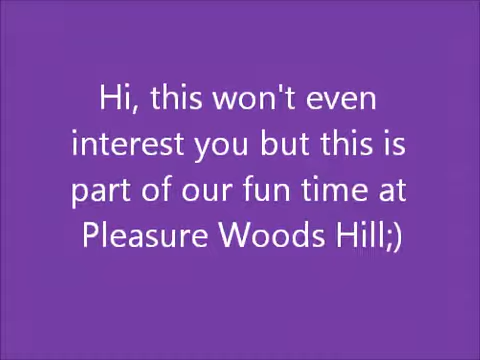 Hi, this won't even
interest you but this is
part of our fun time at
Pleasure Woods Hill;)